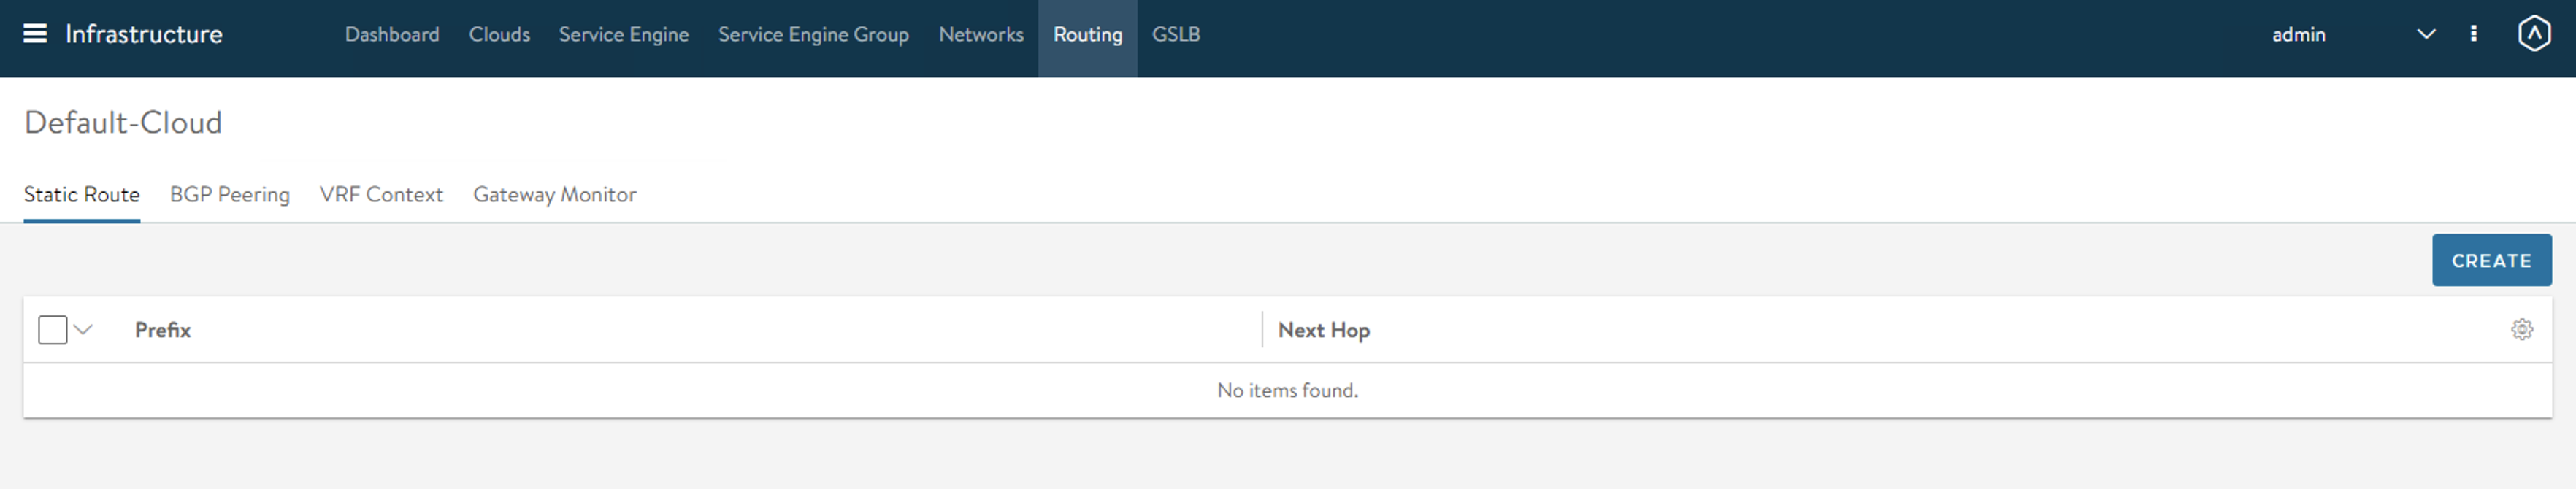 Infrastructure Dashboard Clouds Service Engine Service Engine Group Networks Routing GSLB admin
Default-Cloud
Static Route BGP Peering VRF Context Gateway Monitor
CREATE
Prefix Next Hop
No items found.